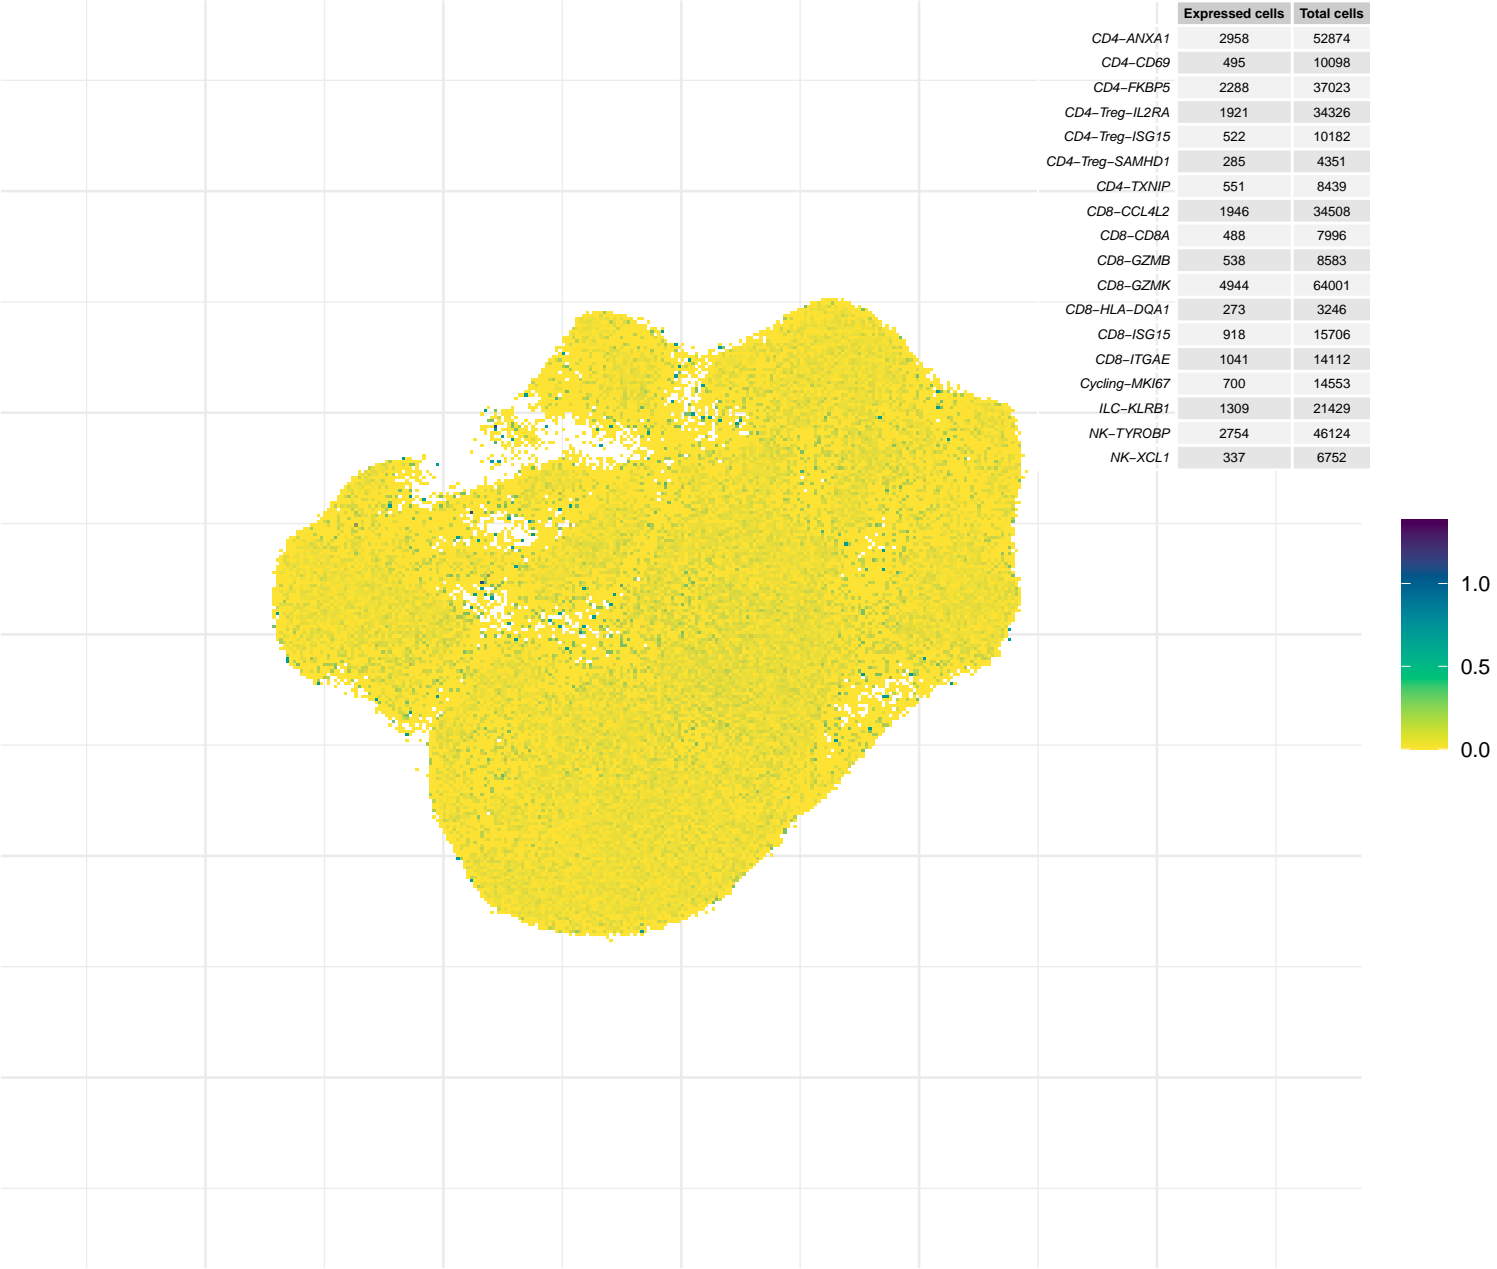 Expressed cells Total cells
CD4−ANXA1 2958 52874
CD4−CD69 495 10098
CD4−FKBP5 2288 37023
CD4−Treg−IL2RA 1921 34326
CD4−Treg−ISG15 522 10182
CD4−Treg−SAMHD1 285 4351
CD4−TXNIP 551 8439
CD8−CCL4L2 1946 34508
CD8−CD8A 488 7996
CD8−GZMB 538 8583
CD8−GZMK 4944 64001
CD8−HLA−DQA1 273 3246
CD8−ISG15 918 15706
CD8−ITGAE 1041 14112
Cycling−MKI67 700 14553
ILC−KLRB1 1309 21429
NK−TYROBP 2754 46124
NK−XCL1 337 6752
1.0
0.5
0.0